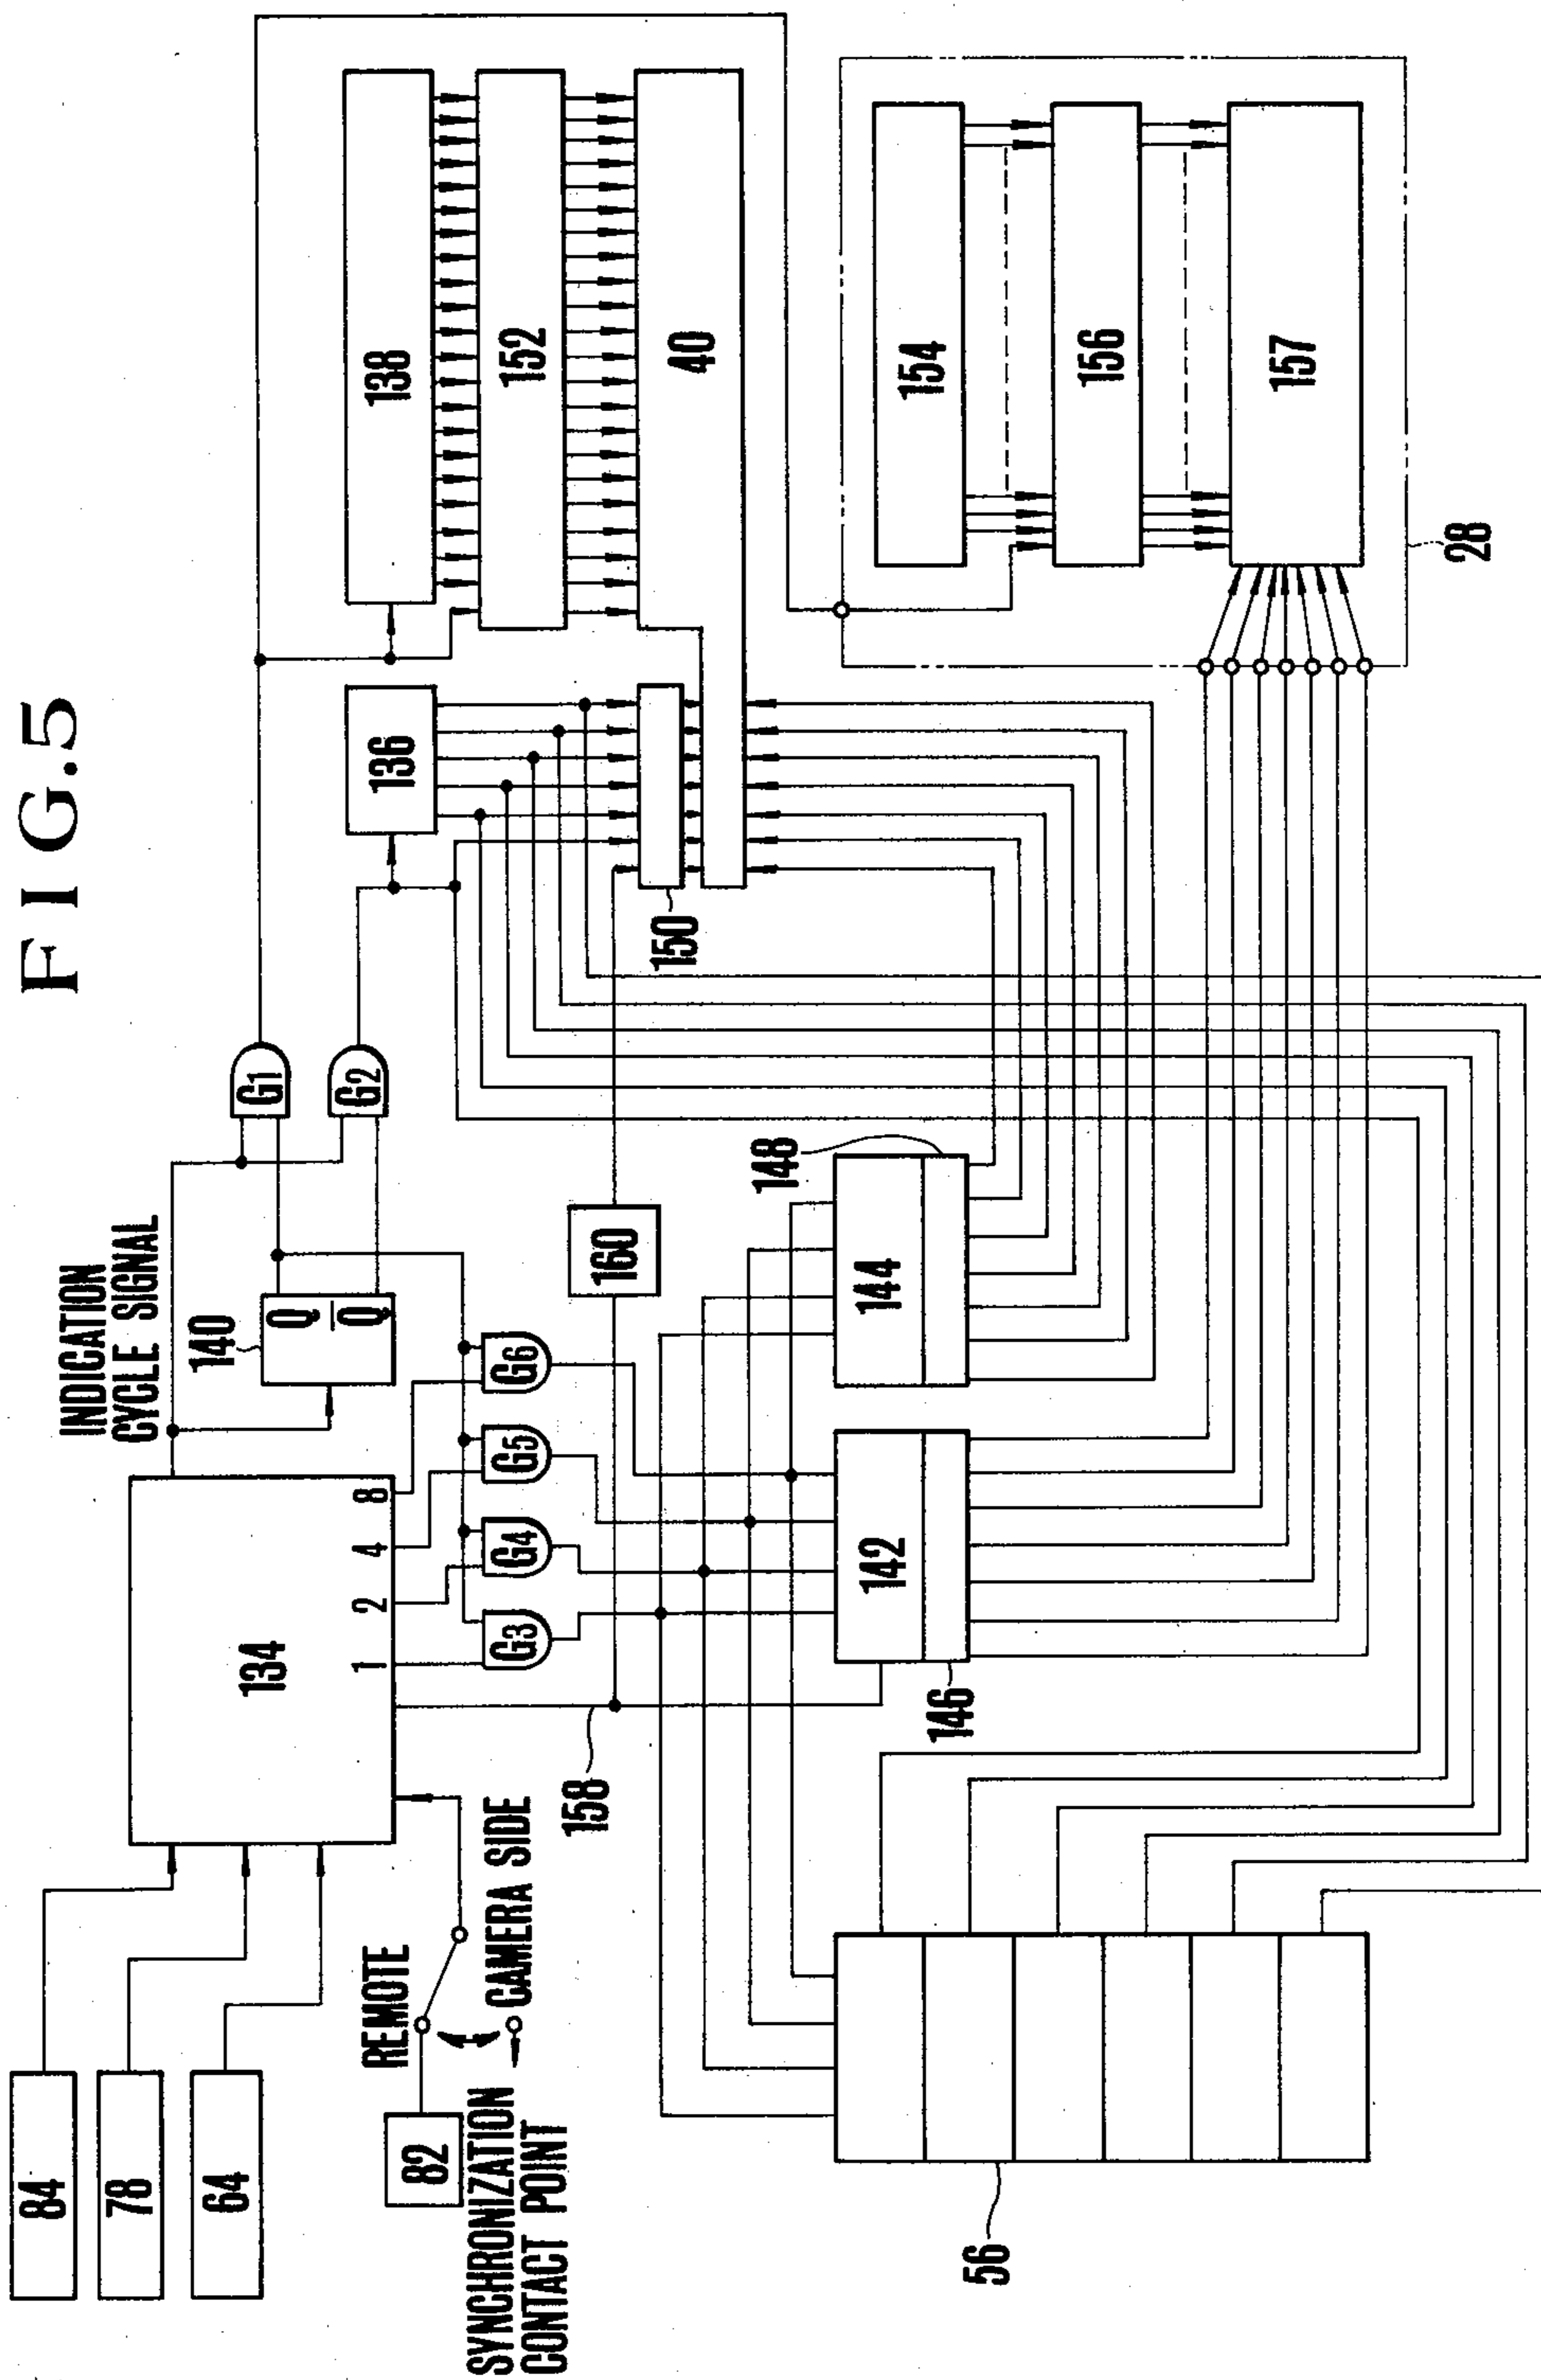 FIG.5
INDICATION
CYCLE SIGNAL
84
78
64
134
1
2
4
8
140
Q
Q̅
G1
G2
136
138
152
40
REMOTE
CAMERA SIDE
82
SYNCHRONIZATION
CONTACT POINT
158
G3
G4
G5
G6
160
150
148
144
142
146
56
154
156
157
28